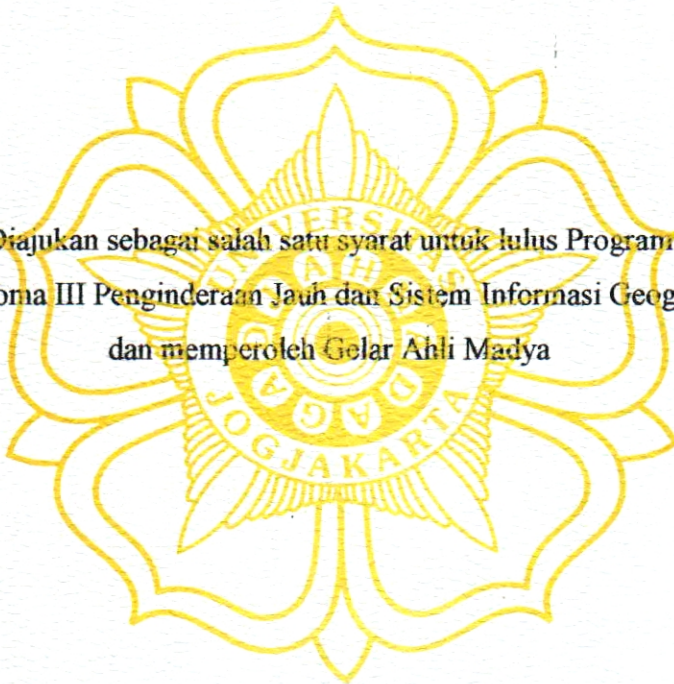 Diajukan sebagai salah satu syarat untuk lulus Program
oma III Penginderaan Jauh dan Sistem Informasi Geog
dan memperoleh Gelar Ahli Madya
UNIVERSITAS
GADJAH MADA
JOGJAKARTA